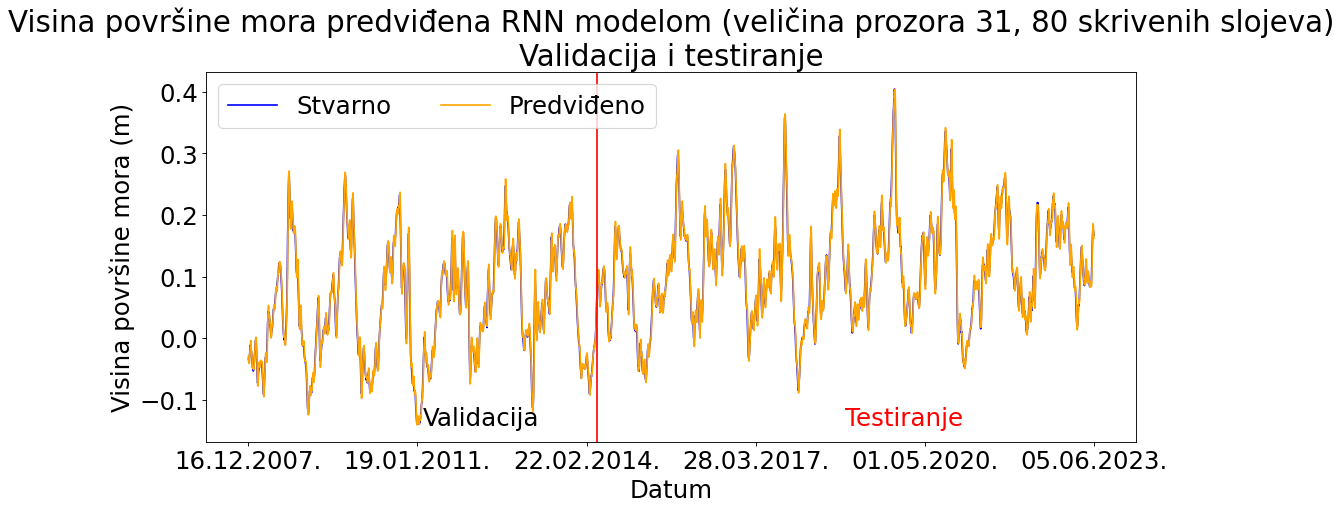 Visina površine mora predviđena RNN modelom (veličina prozora 31, 80 skrivenih slojeva)
Validacija i testiranje
Stvarno
Predviđeno
Visina površine mora (m)
0.4
0.3
0.2
0.1
0.0
−0.1
Validacija
Testiranje
16.12.2007.
19.01.2011.
22.02.2014.
28.03.2017.
01.05.2020.
05.06.2023.
Datum